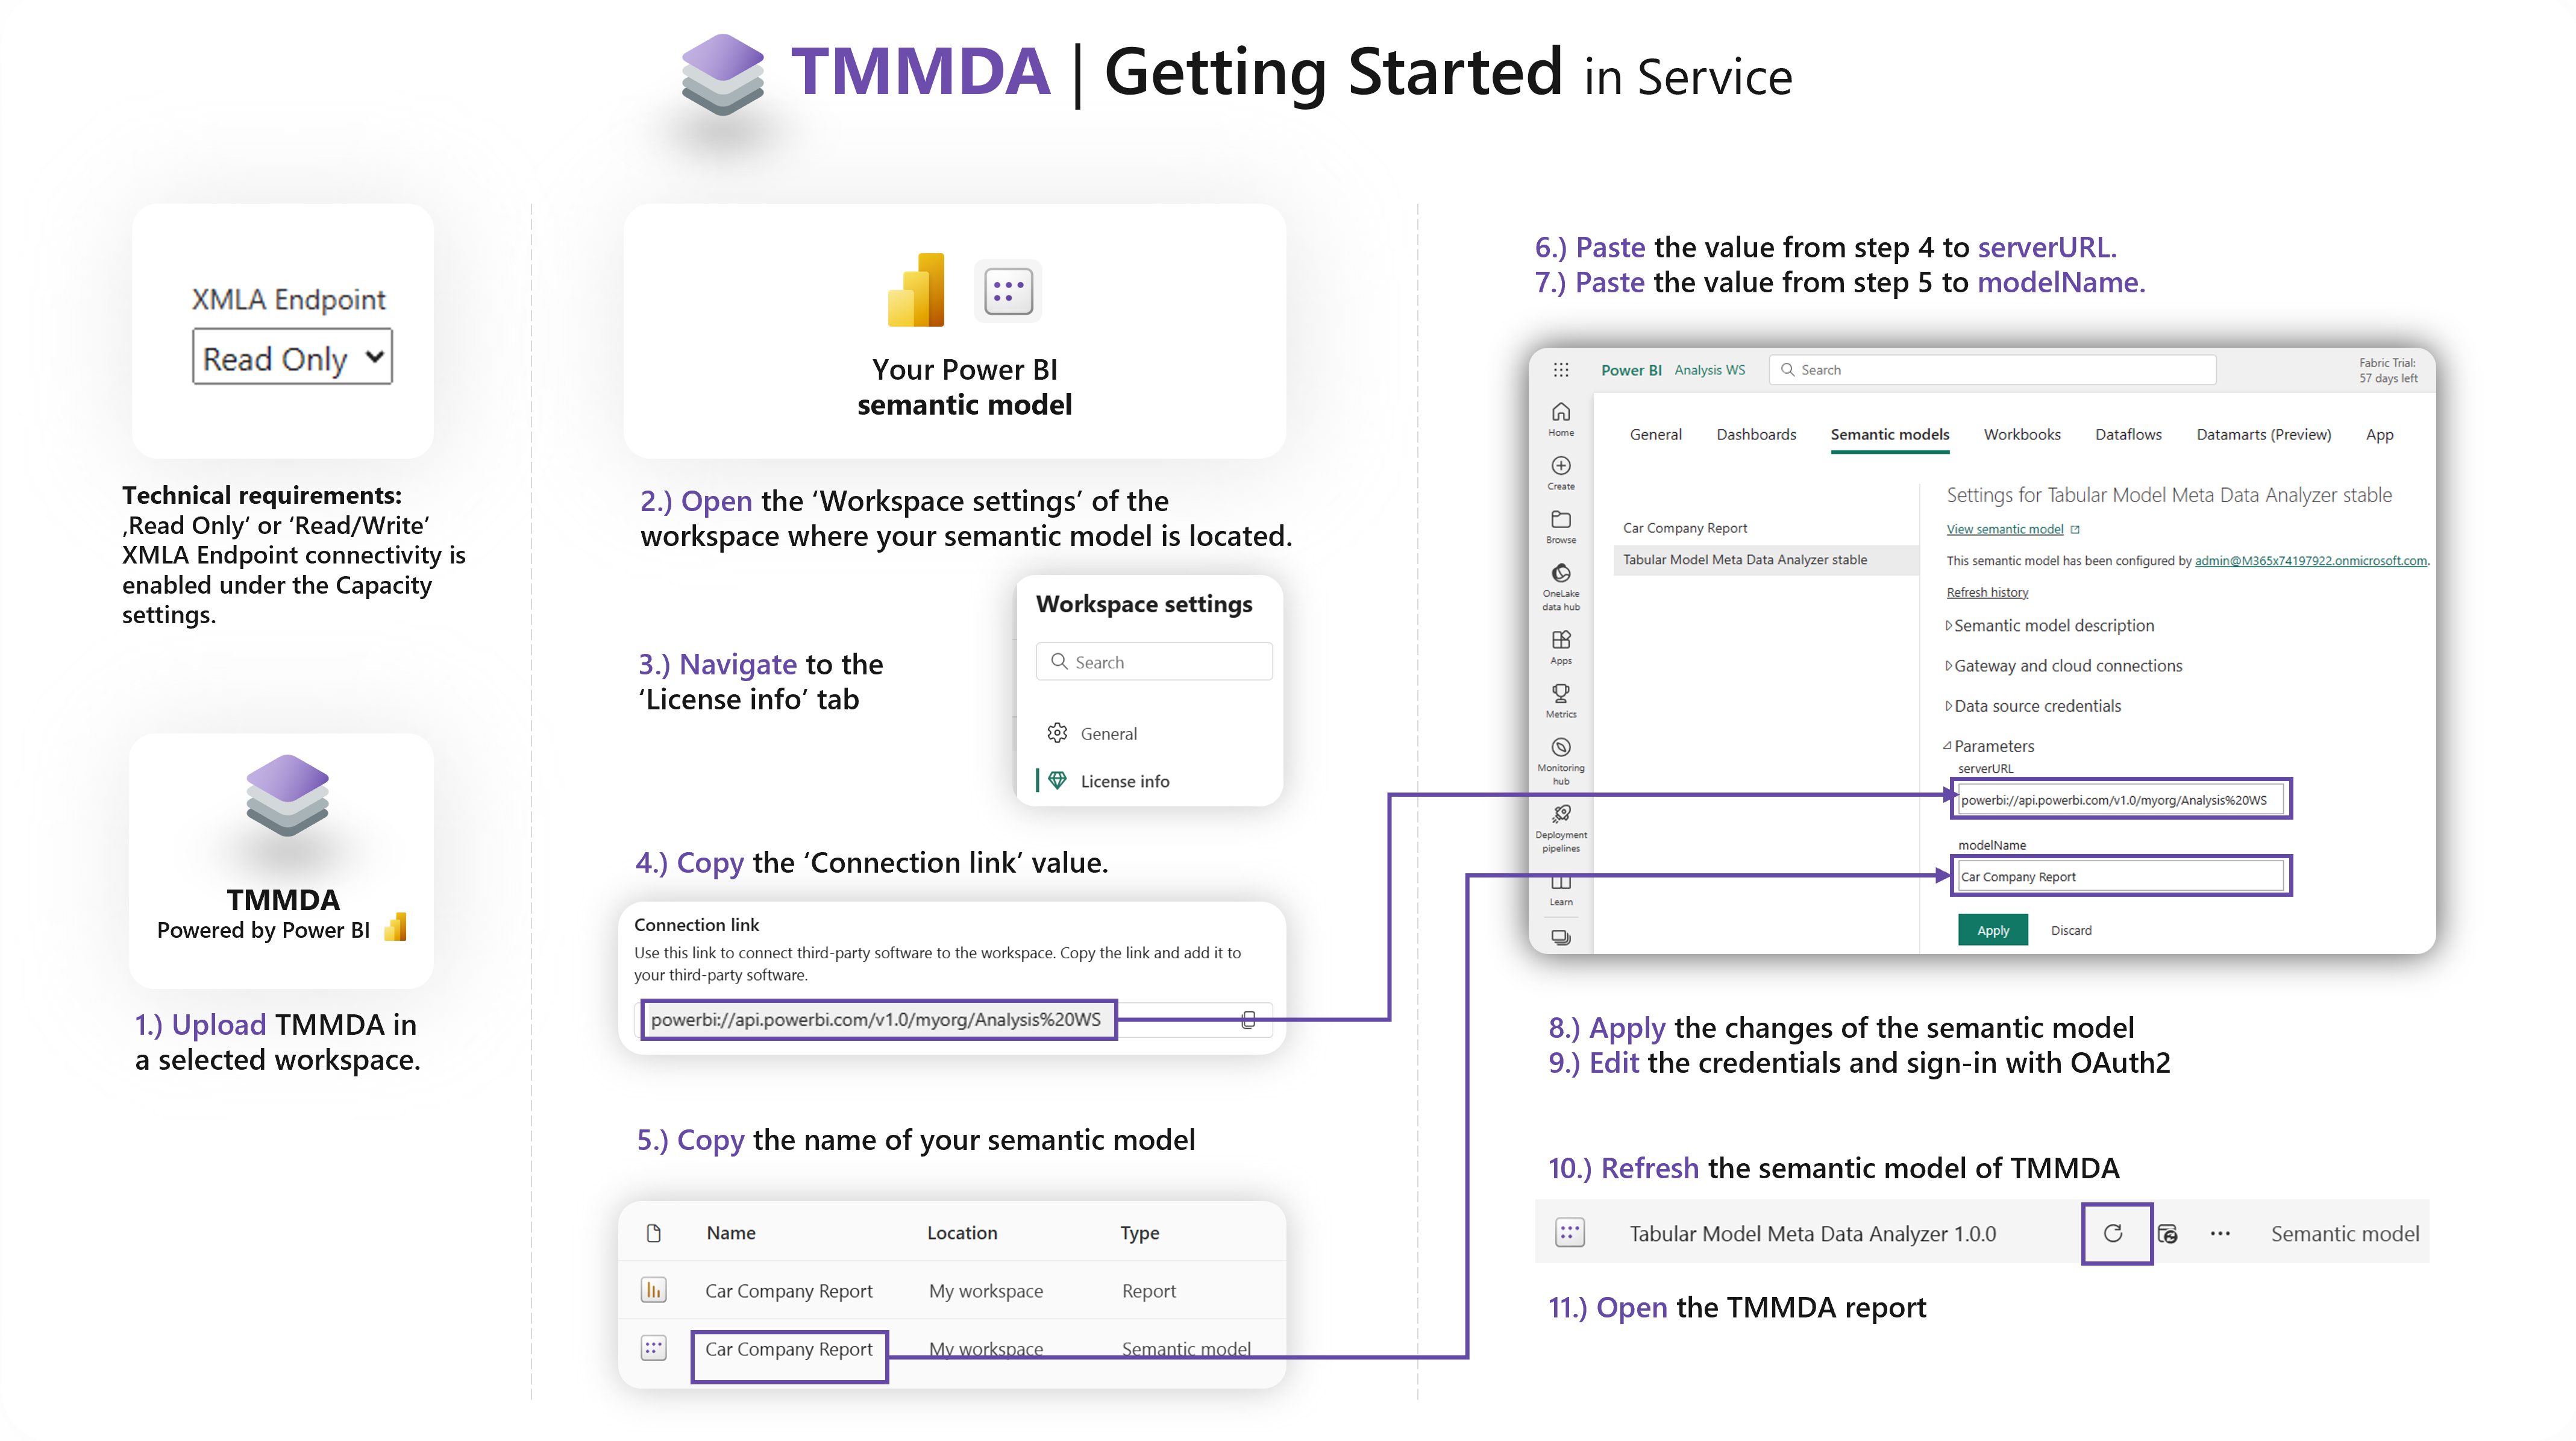 TMMDA | Getting Started in Service
XMLA Endpoint
Read Only
Technical requirements:
‚Read Only‘ or ‘Read/Write’
XMLA Endpoint connectivity is
enabled under the Capacity
settings.
TMMDA
Powered by Power BI
1.) Upload TMMDA in
a selected workspace.
Your Power BI
semantic model
2.) Open the ‘Workspace settings’ of the
workspace where your semantic model is located.
3.) Navigate to the
‘License info’ tab
Workspace settings
Search
General
License info
4.) Copy the ‘Connection link’ value.
Connection link
Use this link to connect third-party software to the workspace. Copy the link and add it to
your third-party software.
powerbi://api.powerbi.com/v1.0/myorg/Analysis%20WS
5.) Copy the name of your semantic model
Name Location Type
Car Company Report My workspace Report
Car Company Report My workspace Semantic model
6.) Paste the value from step 4 to serverURL.
7.) Paste the value from step 5 to modelName.
Power BI Analysis WS Search
Fabric Trial:
57 days left
Home
Create
Browse
OneLake
data hub
Apps
Metrics
Monitoring
hub
Deployment
pipelines
Learn
General Dashboards Semantic models Workbooks Dataflows Datamarts (Preview) App
Car Company Report
Tabular Model Meta Data Analyzer stable
Settings for Tabular Model Meta Data Analyzer stable
View semantic model
This semantic model has been configured by admin@M365x74197922.onmicrosoft.com.
Refresh history
Semantic model description
Gateway and cloud connections
Data source credentials
Parameters
serverURL
powerbi://api.powerbi.com/v1.0/myorg/Analysis%20WS
modelName
Car Company Report
Apply Discard
8.) Apply the changes of the semantic model
9.) Edit the credentials and sign-in with OAuth2
10.) Refresh the semantic model of TMMDA
Tabular Model Meta Data Analyzer 1.0.0 Semantic model
11.) Open the TMMDA report